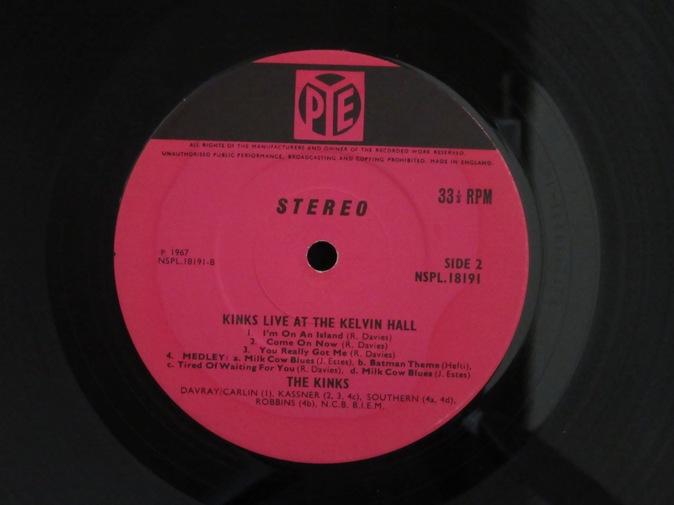 PYE
ALL RIGHTS OF THE MANUFACTURERS AND OWNER OF THE RECORDED WORK RESERVED.
UNAUTHORISED PUBLIC PERFORMANCE, BROADCASTING AND COPYING PROHIBITED. MADE IN ENGLAND.
STEREO
33⅓ RPM
℗ 1967
NSPL.18191-B
SIDE 2
NSPL.18191
KINKS LIVE AT THE KELVIN HALL
1. I'm On An Island (R. Davies)
2. Come On Now (R. Davies)
3. You Really Got Me (R. Davies)
4. MEDLEY: a. Milk Cow Blues (J. Estes), b. Batman Theme (Hefti),
c. Tired Of Waiting For You (R. Davies), d. Milk Cow Blues (J. Estes)
THE KINKS
DAVRAY/CARLIN (1), KASSNER (2, 3, 4c), SOUTHERN (4a, 4d),
ROBBINS (4b), N.C.B. B.I.E.M.